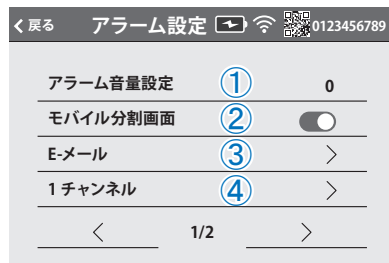 戻る アラーム設定 0123456789
アラーム音量設定 ① 0
モバイル分割画面 ②
E-メール ③ >
1 チャンネル ④ >
< 1/2 >